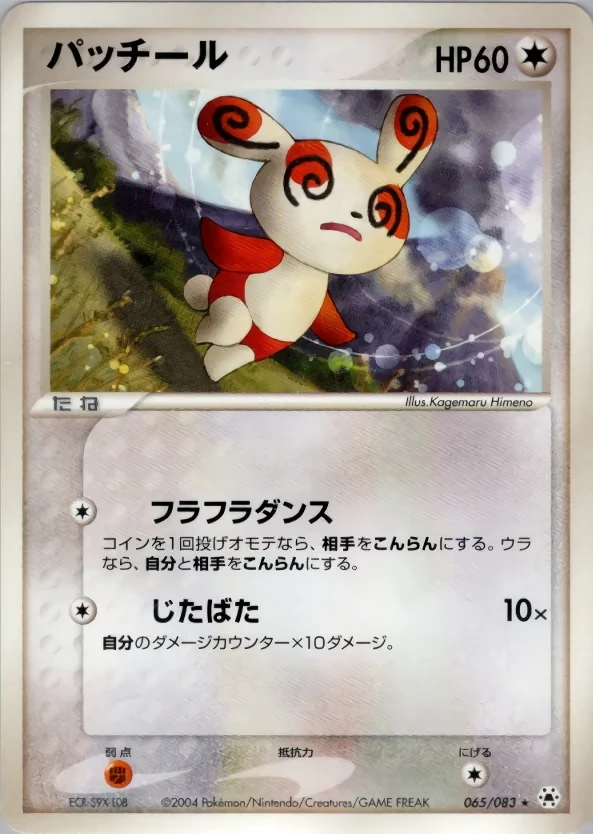 パッチール
HP60
たね
Illus.Kagemaru Himeno
フラフラダンス
コインを1回投げオモテなら、相手をこんらんにする。ウラ
なら、自分と相手をこんらんにする。
じたばた 10×
自分のダメージカウンター×10ダメージ。
弱点 抵抗力 にげる
©2004 Pokémon/Nintendo/Creatures/GAME FREAK 065/083 ★